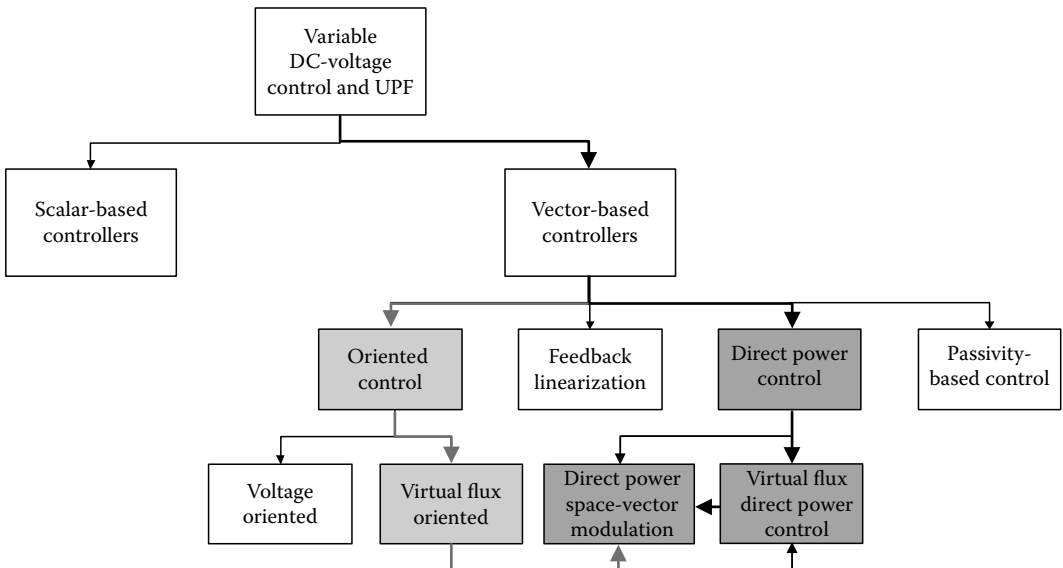 Variable
DC-voltage
control and UPF
Scalar-based
controllers
Vector-based
controllers
Oriented
control
Feedback
linearization
Direct power
control
Passivity-
based control
Voltage
oriented
Virtual flux
oriented
Direct power
space-vector
modulation
Virtual flux
direct power
control